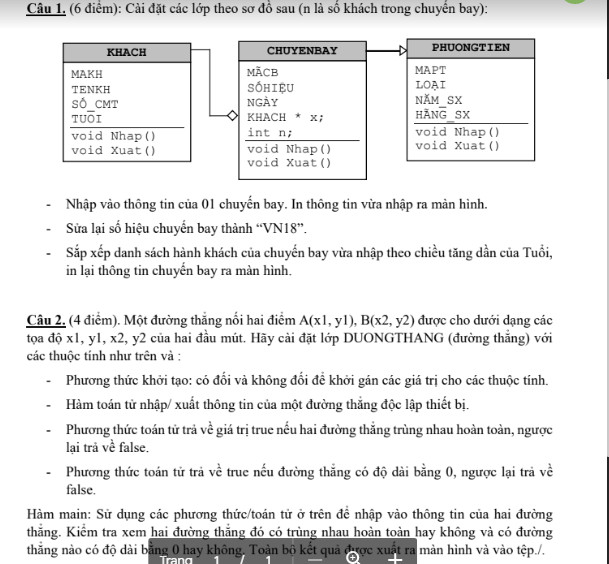 Câu 1. (6 điểm): Cài đặt các lớp theo sơ đồ sau (n là số khách trong chuyến bay):
KHACH
MAKH
TENKH
SỐ_CMT
TUỔI
void Nhap()
void Xuat()
CHUYENBAY
MÃCB
SỐHIỆU
NGÀY
KHACH * x;
int n;
void Nhap()
void Xuat()
PHUONGTIEN
MAPT
LOẠI
NĂM_SX
HÃNG_SX
void Nhap()
void Xuat()
- Nhập vào thông tin của 01 chuyến bay. In thông tin vừa nhập ra màn hình.
- Sửa lại số hiệu chuyến bay thành “VN18”.
- Sắp xếp danh sách hành khách của chuyến bay vừa nhập theo chiều tăng dần của Tuổi,
in lại thông tin chuyến bay ra màn hình.
Câu 2. (4 điểm). Một đường thẳng nối hai điểm A(x1, y1), B(x2, y2) được cho dưới dạng các
tọa độ x1, y1, x2, y2 của hai đầu mút. Hãy cài đặt lớp DUONGTHANG (đường thẳng) với
các thuộc tính như trên và :
- Phương thức khởi tạo: có đối và không đối để khởi gán các giá trị cho các thuộc tính.
- Hàm toán tử nhập/ xuất thông tin của một đường thẳng độc lập thiết bị.
- Phương thức toán tử trả về giá trị true nếu hai đường thẳng trùng nhau hoàn toàn, ngược
lại trả về false.
- Phương thức toán tử trả về true nếu đường thẳng có độ dài bằng 0, ngược lại trả về
false.
Hàm main: Sử dụng các phương thức/toán tử ở trên để nhập vào thông tin của hai đường
thẳng. Kiểm tra xem hai đường thẳng đó có trùng nhau hoàn toàn hay không và có đường
thẳng nào có độ dài bằng 0 hay không. Toàn bộ kết quả được xuất ra màn hình và vào tệp./.
Trang 1 / 1